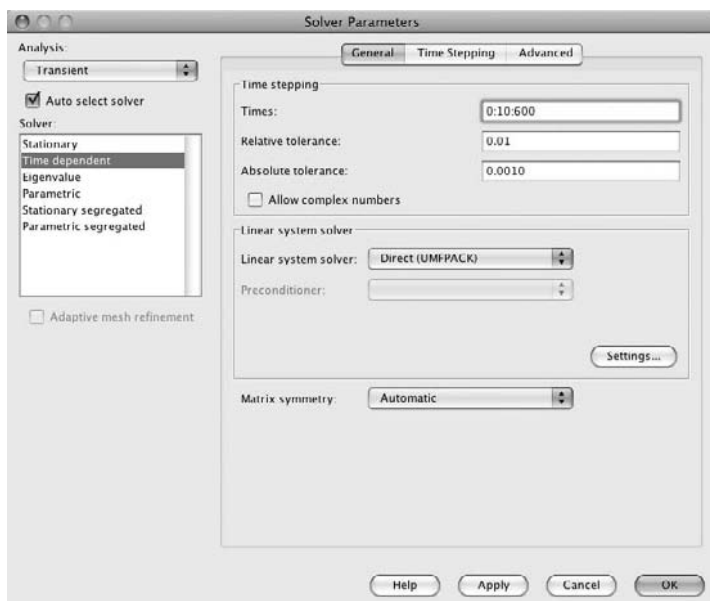 Solver Parameters
Analysis:
Transient
Auto select solver
Solver:
Stationary
Time dependent
Eigenvalue
Parametric
Stationary segregated
Parametric segregated
Adaptive mesh refinement
General Time Stepping Advanced
Time stepping
Times: 0:10:600
Relative tolerance: 0.01
Absolute tolerance: 0.0010
Allow complex numbers
Linear system solver
Linear system solver: Direct (UMFPACK)
Preconditioner:
Settings...
Matrix symmetry: Automatic
Help Apply Cancel OK